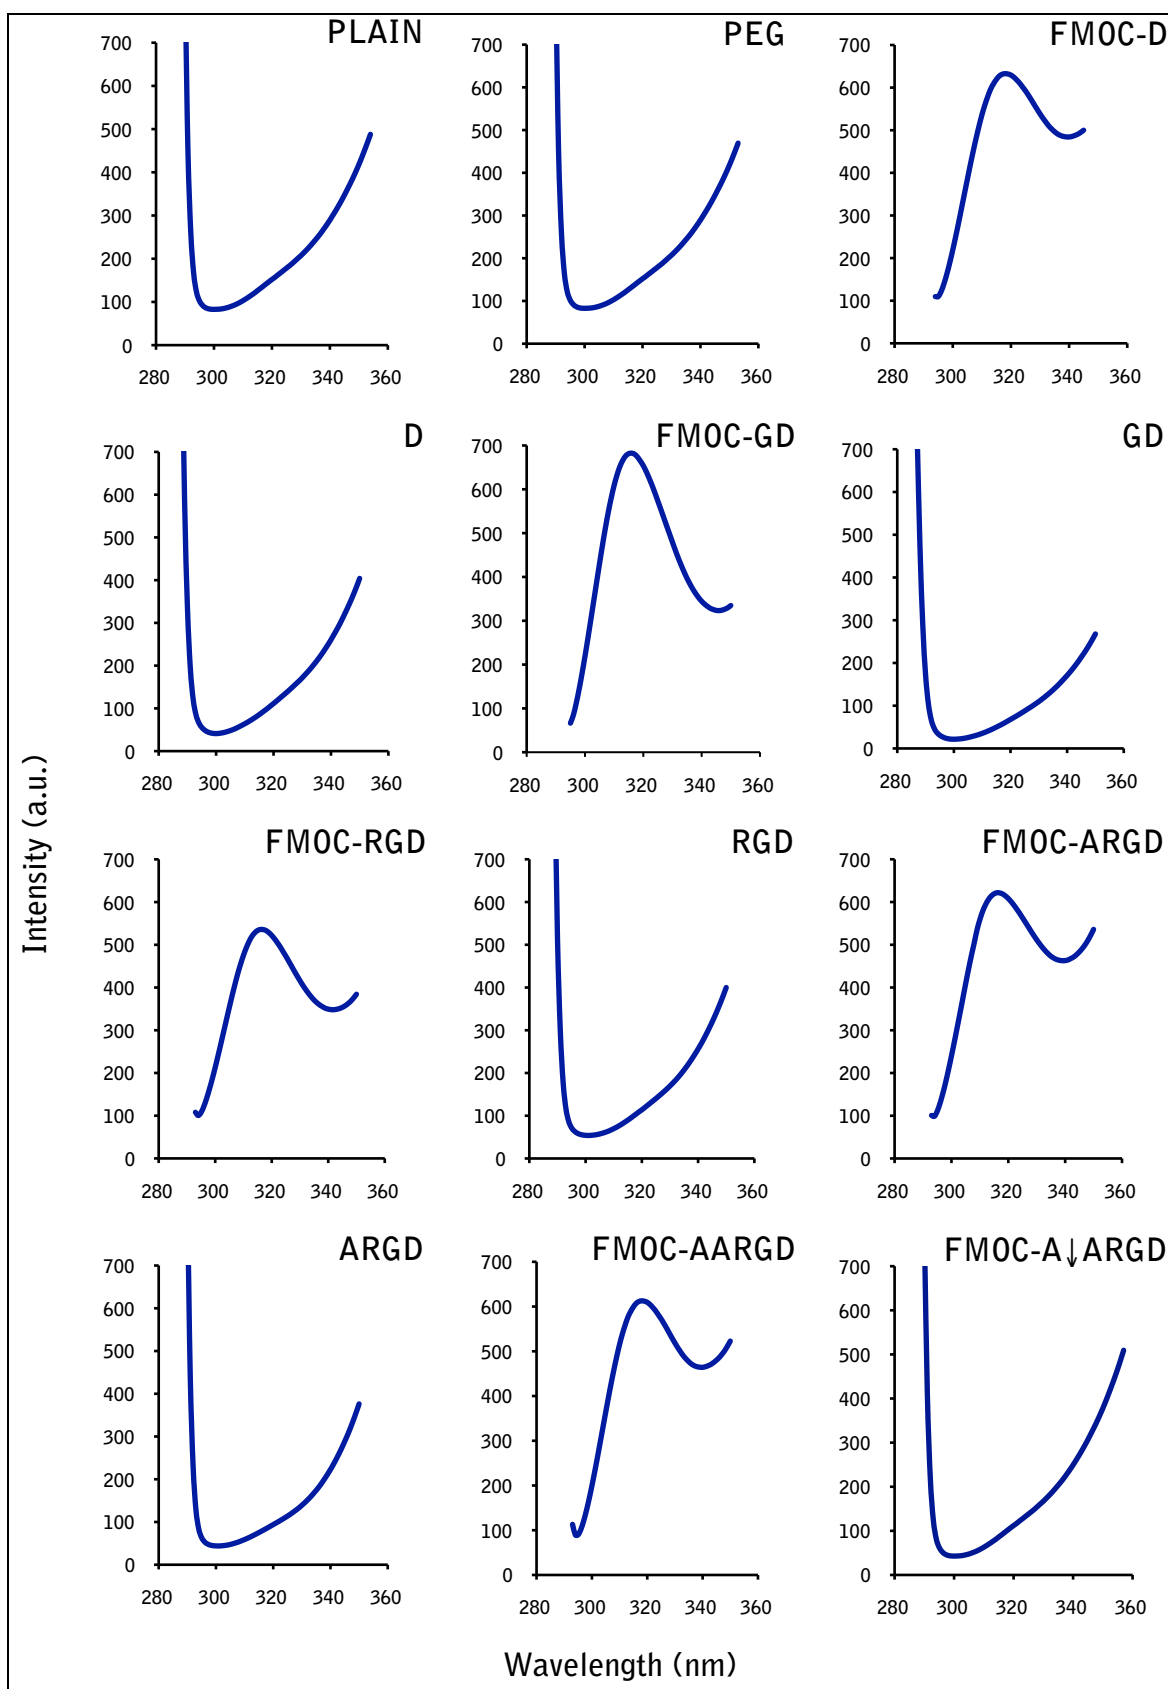 PLAIN PEG FMOC-D
700 700 700
600 600 600
500 500 500
400 400 400
300 300 300
200 200 200
100 100 100
0 0 0
280 300 320 340 360 280 300 320 340 360 280 300 320 340 360
D FMOC-GD GD
700 700 700
600 600 600
500 500 500
400 400 400
300 300 300
200 200 200
100 100 100
0 0 0
280 300 320 340 360 280 300 320 340 360 280 300 320 340 360
Intensity (a.u.)
FMOC-RGD RGD FMOC-ARGD
700 700 700
600 600 600
500 500 500
400 400 400
300 300 300
200 200 200
100 100 100
0 0 0
280 300 320 340 360 280 300 320 340 360 280 300 320 340 360
ARGD FMOC-AARGD FMOC-A↓ARGD
700 700 700
600 600 600
500 500 500
400 400 400
300 300 300
200 200 200
100 100 100
0 0 0
280 300 320 340 360 280 300 320 340 360 280 300 320 340 360
Wavelength (nm)